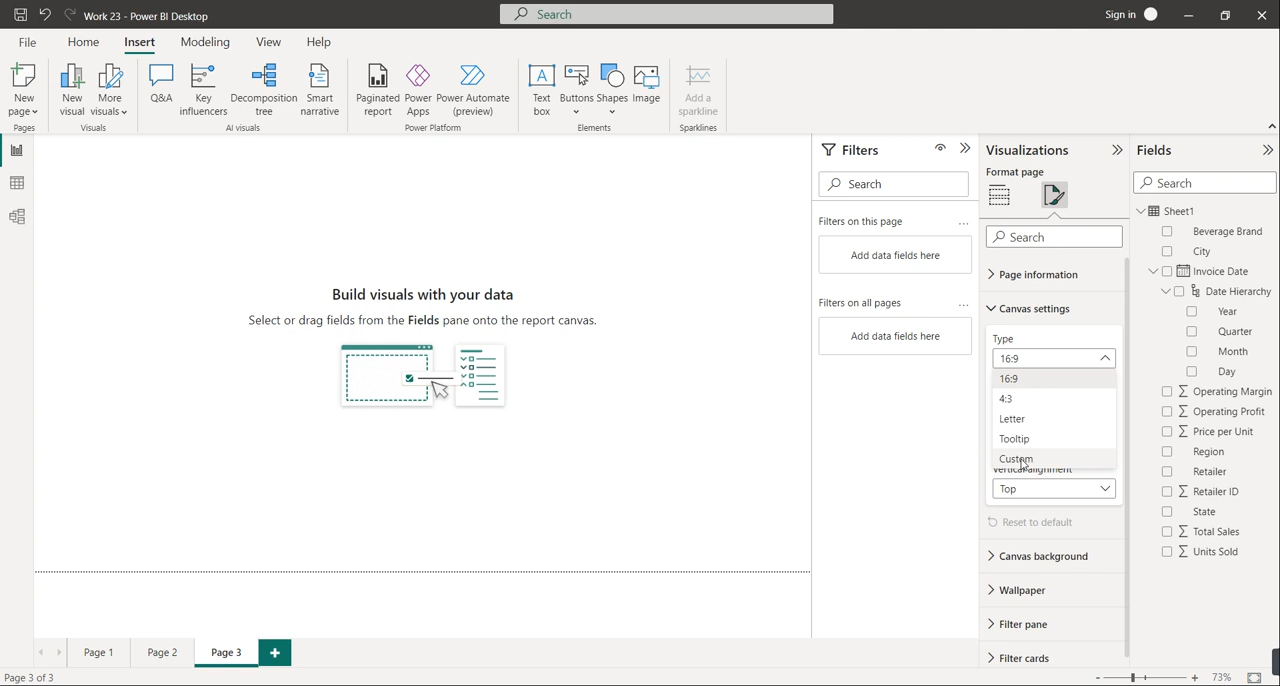 Work 23 - Power BI Desktop
Search
Sign in
File
Home
Insert
Modeling
View
Help
New page
New visual
More visuals
Q&A
Key influencers
Decomposition tree
Smart narrative
Paginated report
Power Apps
Power Automate (preview)
Text box
Buttons
Shapes
Image
Add a sparkline
Pages
Visuals
AI visuals
Power Platform
Elements
Sparklines
Build visuals with your data
Select or drag fields from the Fields pane onto the report canvas.
Filters
Search
Filters on this page
...
Add data fields here
Filters on all pages
...
Add data fields here
Visualizations
Format page
Search
Page information
Canvas settings
Type
16:9
16:9
4:3
Letter
Tooltip
Custom
Vertical alignment
Top
Reset to default
Canvas background
Wallpaper
Filter pane
Filter cards
Fields
Search
Sheet1
Beverage Brand
City
Invoice Date
Date Hierarchy
Year
Quarter
Month
Day
Operating Margin
Operating Profit
Price per Unit
Region
Retailer
Retailer ID
State
Total Sales
Units Sold
Page 1
Page 2
Page 3
Page 3 of 3
73%